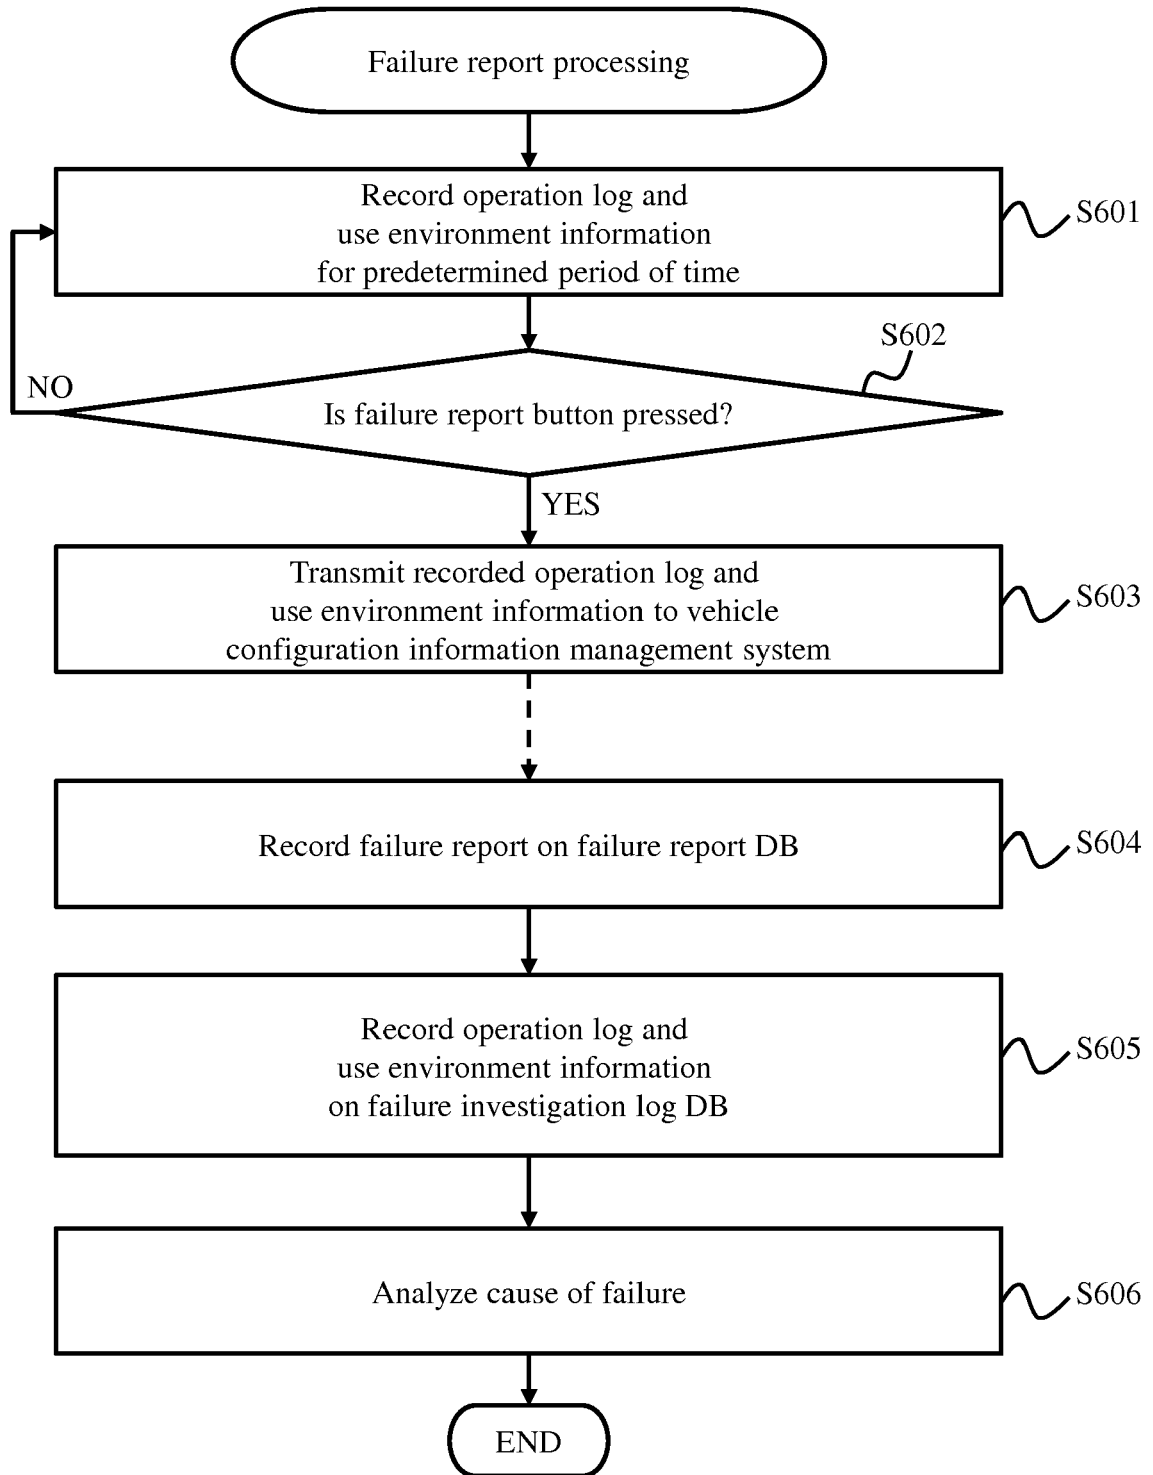 Failure report processing
Record operation log and
use environment information
for predetermined period of time
S601
S602
NO
Is failure report button pressed?
YES
Transmit recorded operation log and
use environment information to vehicle
configuration information management system
S603
Record failure report on failure report DB
S604
Record operation log and
use environment information
on failure investigation log DB
S605
Analyze cause of failure
S606
END